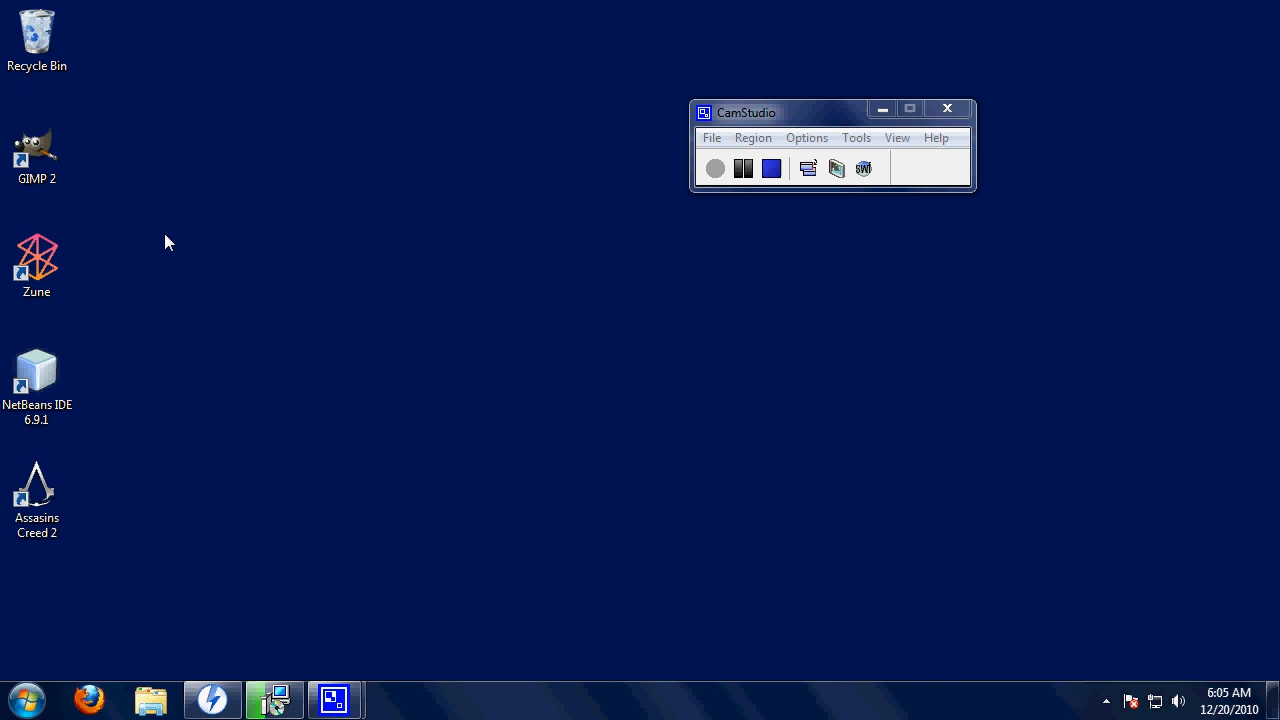 Recycle Bin
GIMP 2
Zune
NetBeans IDE
6.9.1
Assasins
Creed 2
CamStudio
File Region Options Tools View Help
SWF
6:05 AM
12/20/2010